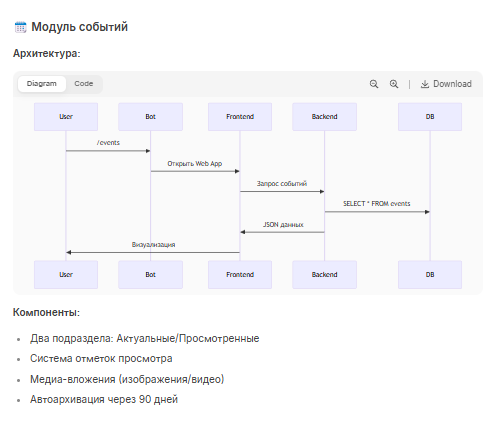 🗓️ Модуль событий
Архитектура:
Diagram Code Download
User Bot Frontend Backend DB
/events
Открыть Web App
Запрос событий
SELECT * FROM events
JSON данных
Визуализация
User Bot Frontend Backend DB
Компоненты:
• Два подраздела: Актуальные/Просмотренные
• Система отметок просмотра
• Медиа-вложения (изображения/видео)
• Автоархивация через 90 дней